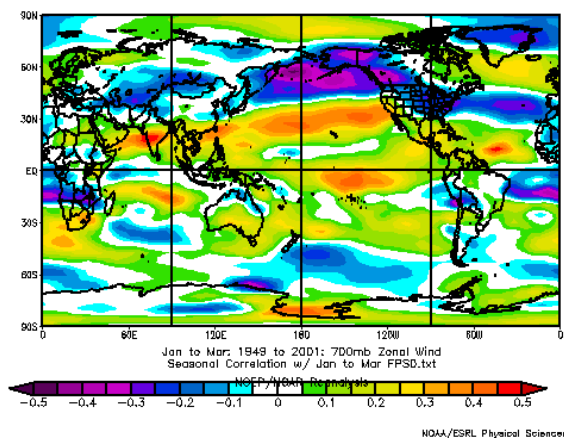 90N
60N
30N
EQ
30S
60S
90S
0 60E 120E 180 120W 60W 0
Jan to Mar: 1949 to 2001: 700mb Zonal Wind
Seasonal Correlation w/ Jan to Mar FPSD.txt
NCEP/NCAR Reanalysis
-0.5 -0.4 -0.3 -0.2 -0.1 0 0.1 0.2 0.3 0.4 0.5
NOAA/ESRL Physical Science